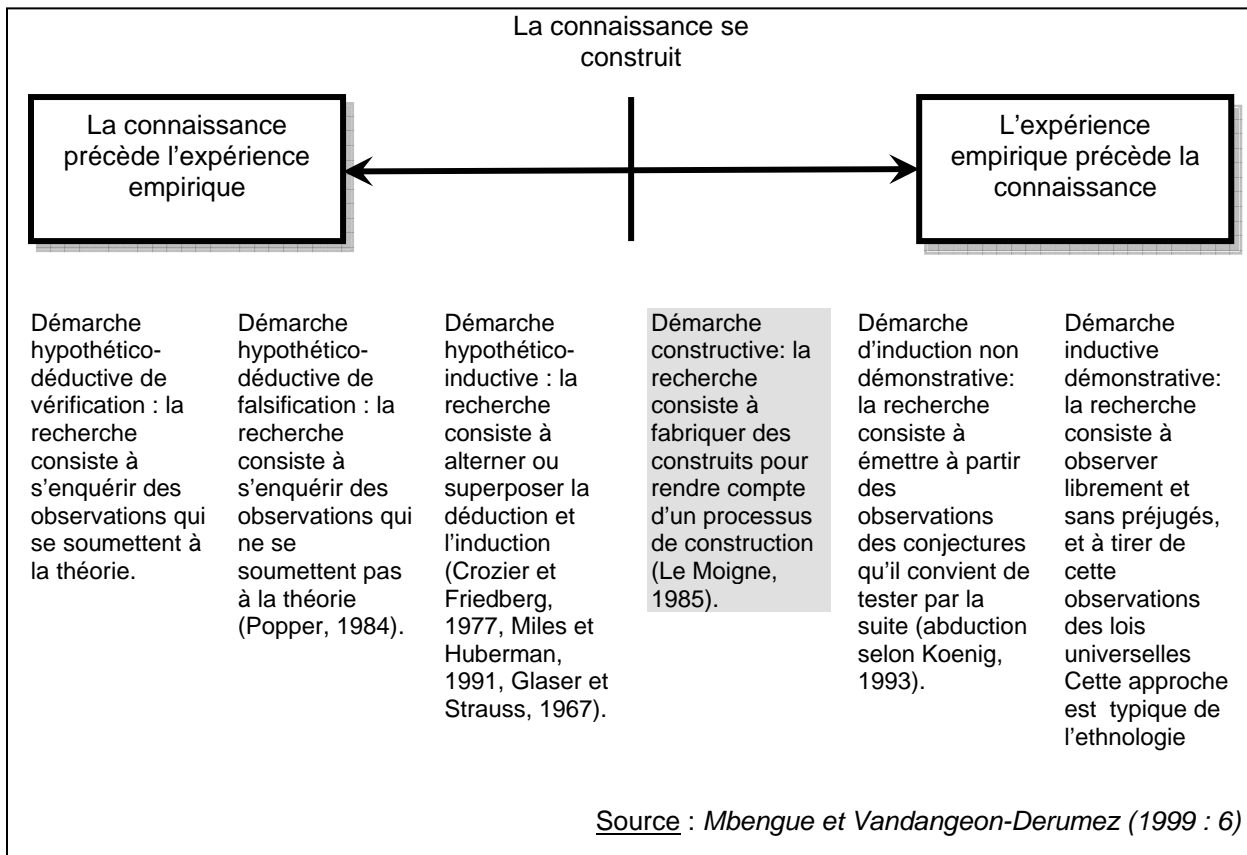 La connaissance se
construit
La connaissance
précède l’expérience
empirique
L’expérience
empirique précède la
connaissance
Démarche
hypothético-
déductive de
vérification : la
recherche
consiste à
s’enquérir des
observations qui
se soumettent à
la théorie.
Démarche
hypothético-
déductive de
falsification : la
recherche
consiste à
s’enquérir des
observations qui
ne se
soumettent pas
à la théorie
(Popper, 1984).
Démarche
hypothético-
inductive : la
recherche
consiste à
alterner ou
superposer la
déduction et
l’induction
(Crozier et
Friedberg,
1977, Miles et
Huberman,
1991, Glaser et
Strauss, 1967).
Démarche
constructive: la
recherche
consiste à
fabriquer des
construits pour
rendre compte
d’un processus
de construction
(Le Moigne,
1985).
Démarche
d’induction non
démonstrative:
la recherche
consiste à
émettre à partir
des
observations
des conjectures
qu’il convient de
tester par la
suite (abduction
selon Koenig,
1993).
Démarche
inductive
démonstrative:
la recherche
consiste à
observer
librement et
sans préjugés,
et à tirer de
cette
observations
des lois
universelles
Cette approche
est typique de
l’ethnologie
Source : Mbengue et Vandangeon-Derumez (1999 : 6)